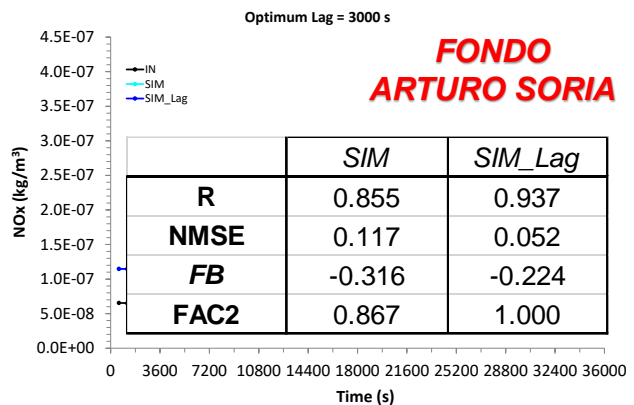 Optimum Lag = 3000 s
FONDO
ARTURO SORIA
4.5E-07
4.0E-07
3.5E-07
3.0E-07
2.5E-07
2.0E-07
1.5E-07
1.0E-07
5.0E-08
0.0E+00
NOx (kg/m³)
IN
SIM
SIM_Lag
SIM SIM_Lag
R 0.855 0.937
NMSE 0.117 0.052
FB -0.316 -0.224
FAC2 0.867 1.000
0 3600 7200 10800 14400 18000 21600 25200 28800 32400 36000
Time (s)